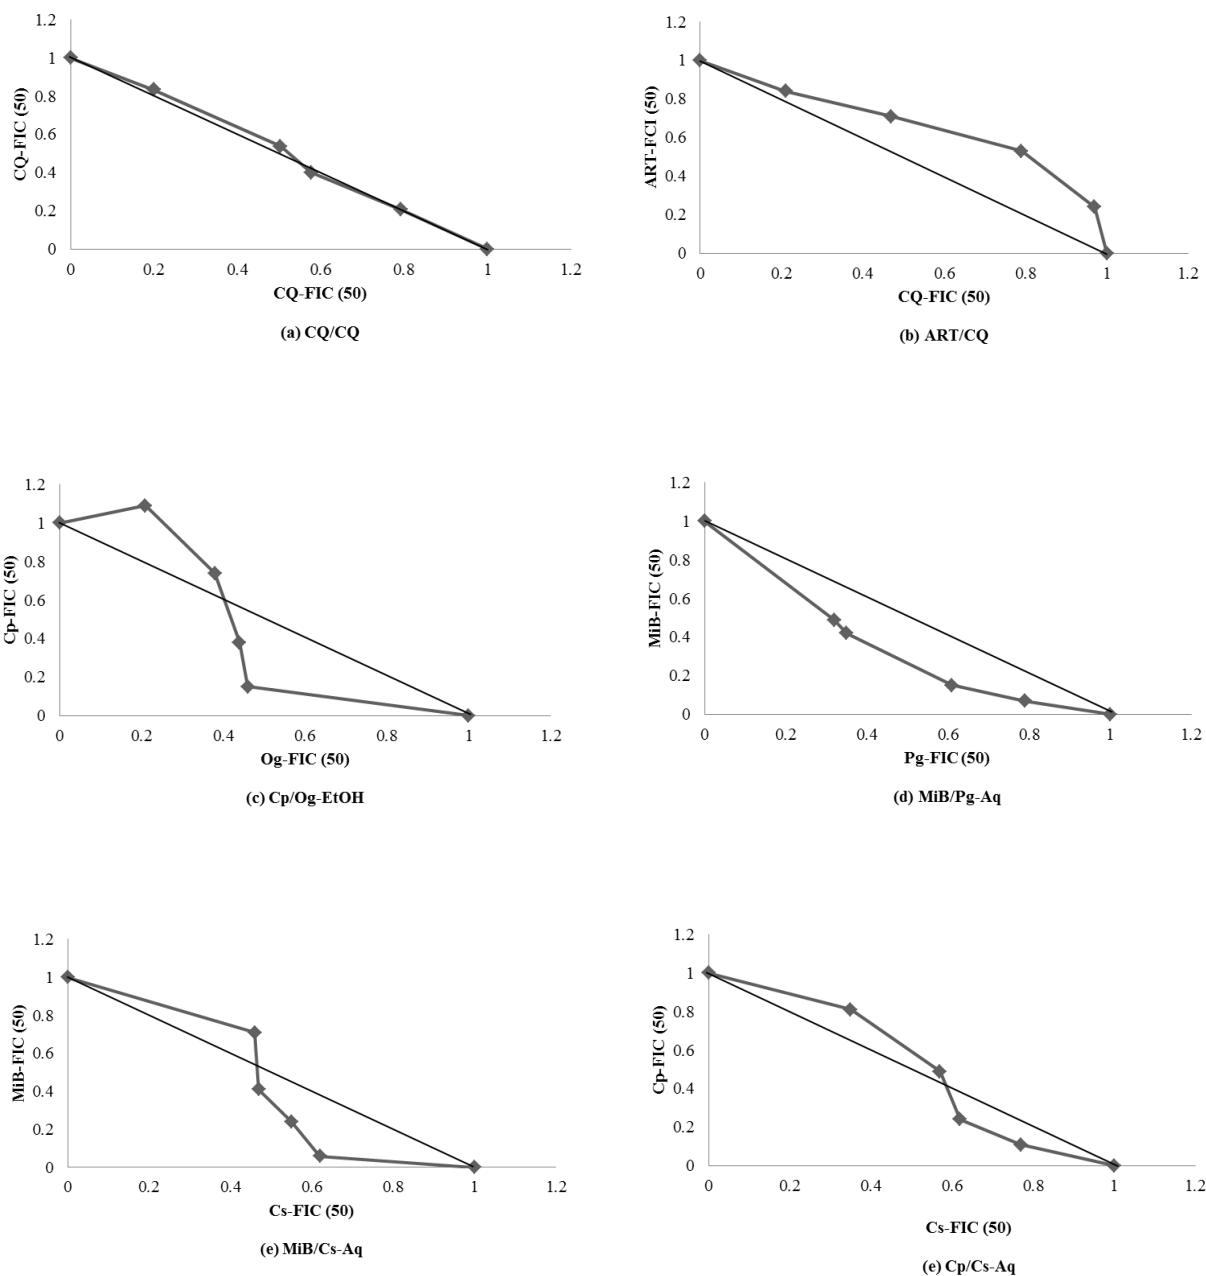 1.2
1
0.8
0.6
0.4
0.2
0
CQ-FIC (50)
0 0.2 0.4 0.6 0.8 1 1.2
CQ-FIC (50)
(a) CQ/CQ
1.2
1
0.8
0.6
0.4
0.2
0
ART-FCI (50)
0 0.2 0.4 0.6 0.8 1 1.2
CQ-FIC (50)
(b) ART/CQ
1.2
1
0.8
0.6
0.4
0.2
0
Cp-FIC (50)
0 0.2 0.4 0.6 0.8 1 1.2
Og-FIC (50)
(c) Cp/Og-EtOH
1.2
1
0.8
0.6
0.4
0.2
0
MiB-FIC (50)
0 0.2 0.4 0.6 0.8 1 1.2
Pg-FIC (50)
(d) MiB/Pg-Aq
1.2
1
0.8
0.6
0.4
0.2
0
MiB-FIC (50)
0 0.2 0.4 0.6 0.8 1 1.2
Cs-FIC (50)
(e) MiB/Cs-Aq
1.2
1
0.8
0.6
0.4
0.2
0
Cp-FIC (50)
0 0.2 0.4 0.6 0.8 1 1.2
Cs-FIC (50)
(e) Cp/Cs-Aq